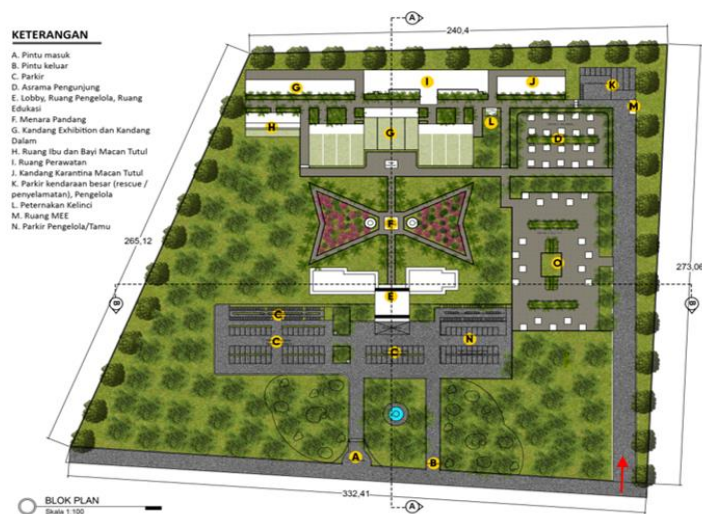 KETERANGAN
A. Pintu masuk
B. Pintu keluar
C. Parkir
D. Asrama Pengunjung
E. Lobby, Ruang Pengelola, Ruang
Edukasi
F. Menara Pandang
G. Kandang Exhibition dan Kandang
Dalam
H. Ruang Ibu dan Bayi Macan Tutul
I. Ruang Perawatan
J. Kandang Karantina Macan Tutul
K. Parkir kendaraan besar (rescue /
penyelamatan), Pengelola
L. Peternakan Kelinci
M. Ruang MEE
N. Parkir Pengelola/Tamu
A
240,4
G
I
J
K
M
H
G
L
D
265,12
F
273,06
O
B
E
B
C
C
C
N
A
B
332,41
A
BLOK PLAN
Skala 1:100